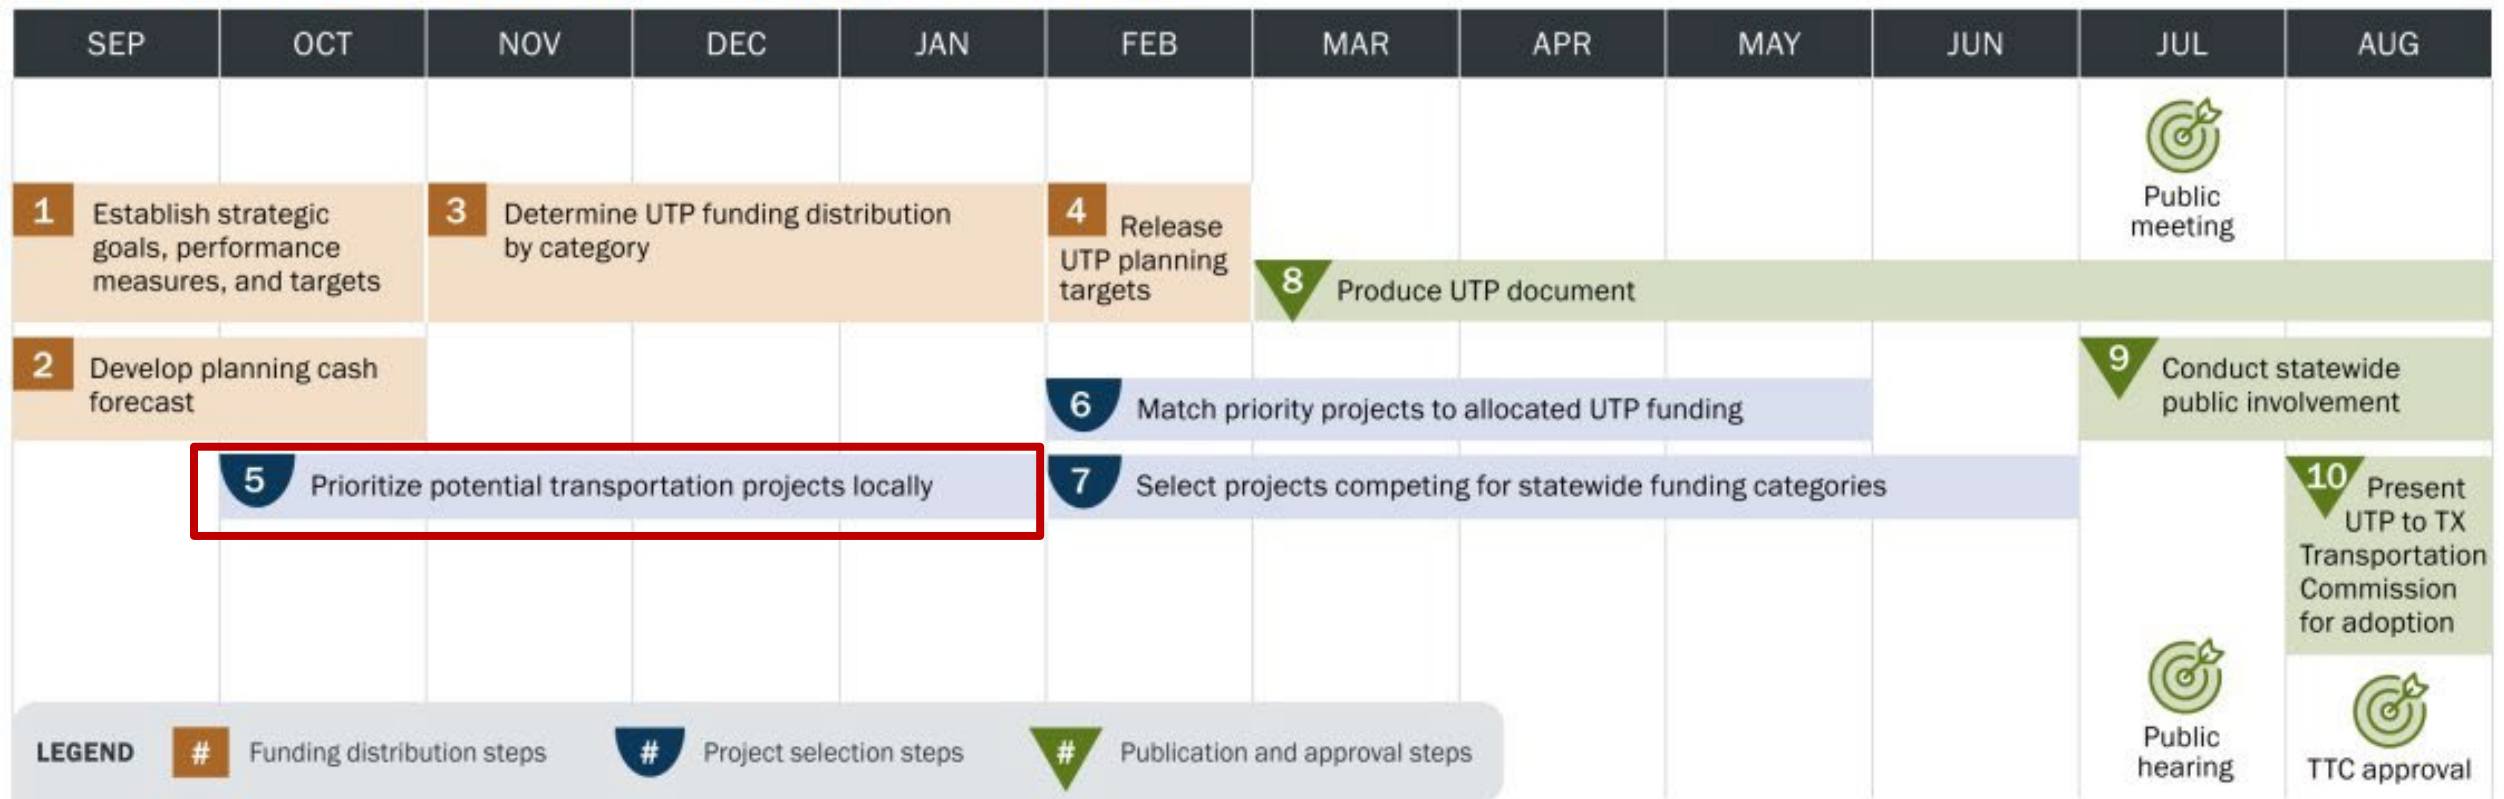 SEP OCT NOV DEC JAN FEB MAR APR MAY JUN JUL AUG
1 Establish strategic
goals, performance
measures, and targets
3 Determine UTP funding distribution
by category
4 Release
UTP planning
targets
Public
meeting
8 Produce UTP document
2 Develop planning cash
forecast
6 Match priority projects to allocated UTP funding
9 Conduct statewide
public involvement
5 Prioritize potential transportation projects locally
7 Select projects competing for statewide funding categories
10 Present
UTP to TX
Transportation
Commission
for adoption
Public
hearing
TTC approval
LEGEND # Funding distribution steps # Project selection steps # Publication and approval steps